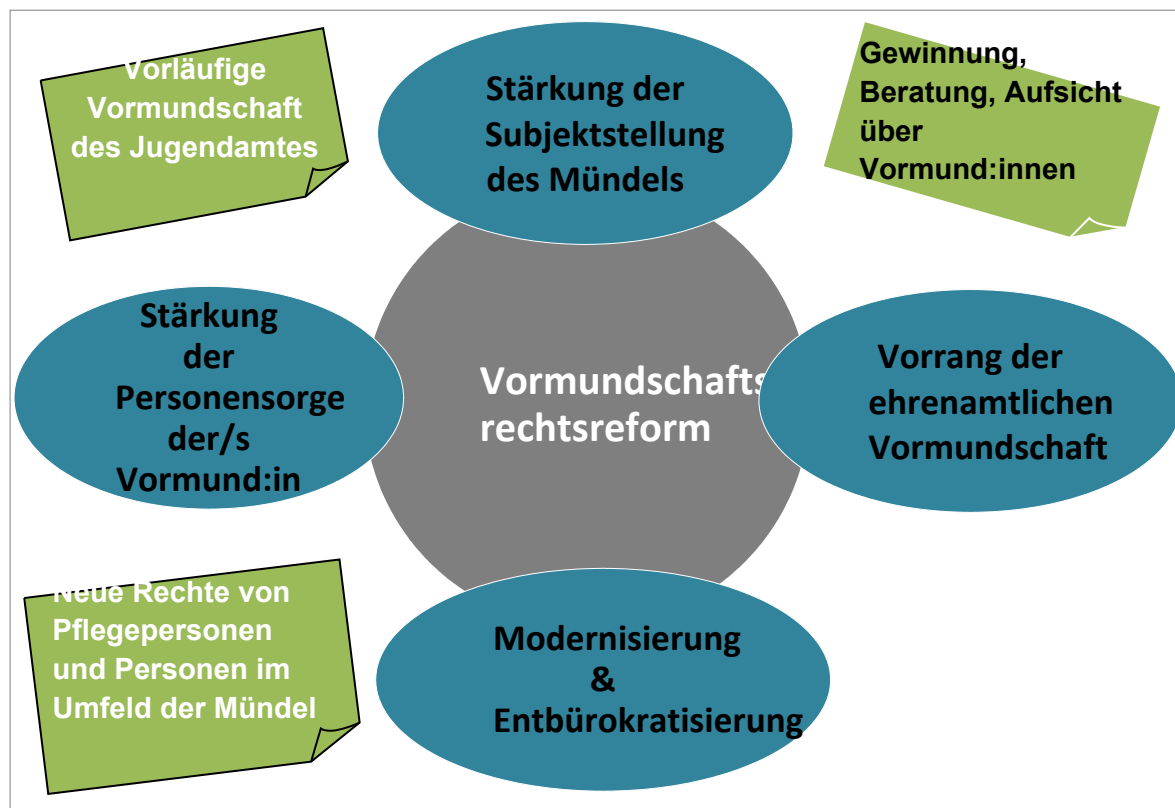 Vorläufige
Vormundschaft
des Jugendamtes
Stärkung der
Subjektstellung
des Mündels
Gewinnung,
Beratung, Aufsicht
über
Vormund:innen
Stärkung
der
Personensorge
der/s
Vormund:in
Vormundschafts
rechtsreform
Vorrang der
ehrenamtlichen
Vormundschaft
Neue Rechte von
Pflegepersonen
und Personen im
Umfeld der Mündel
Modernisierung
&
Entbürokratisierung